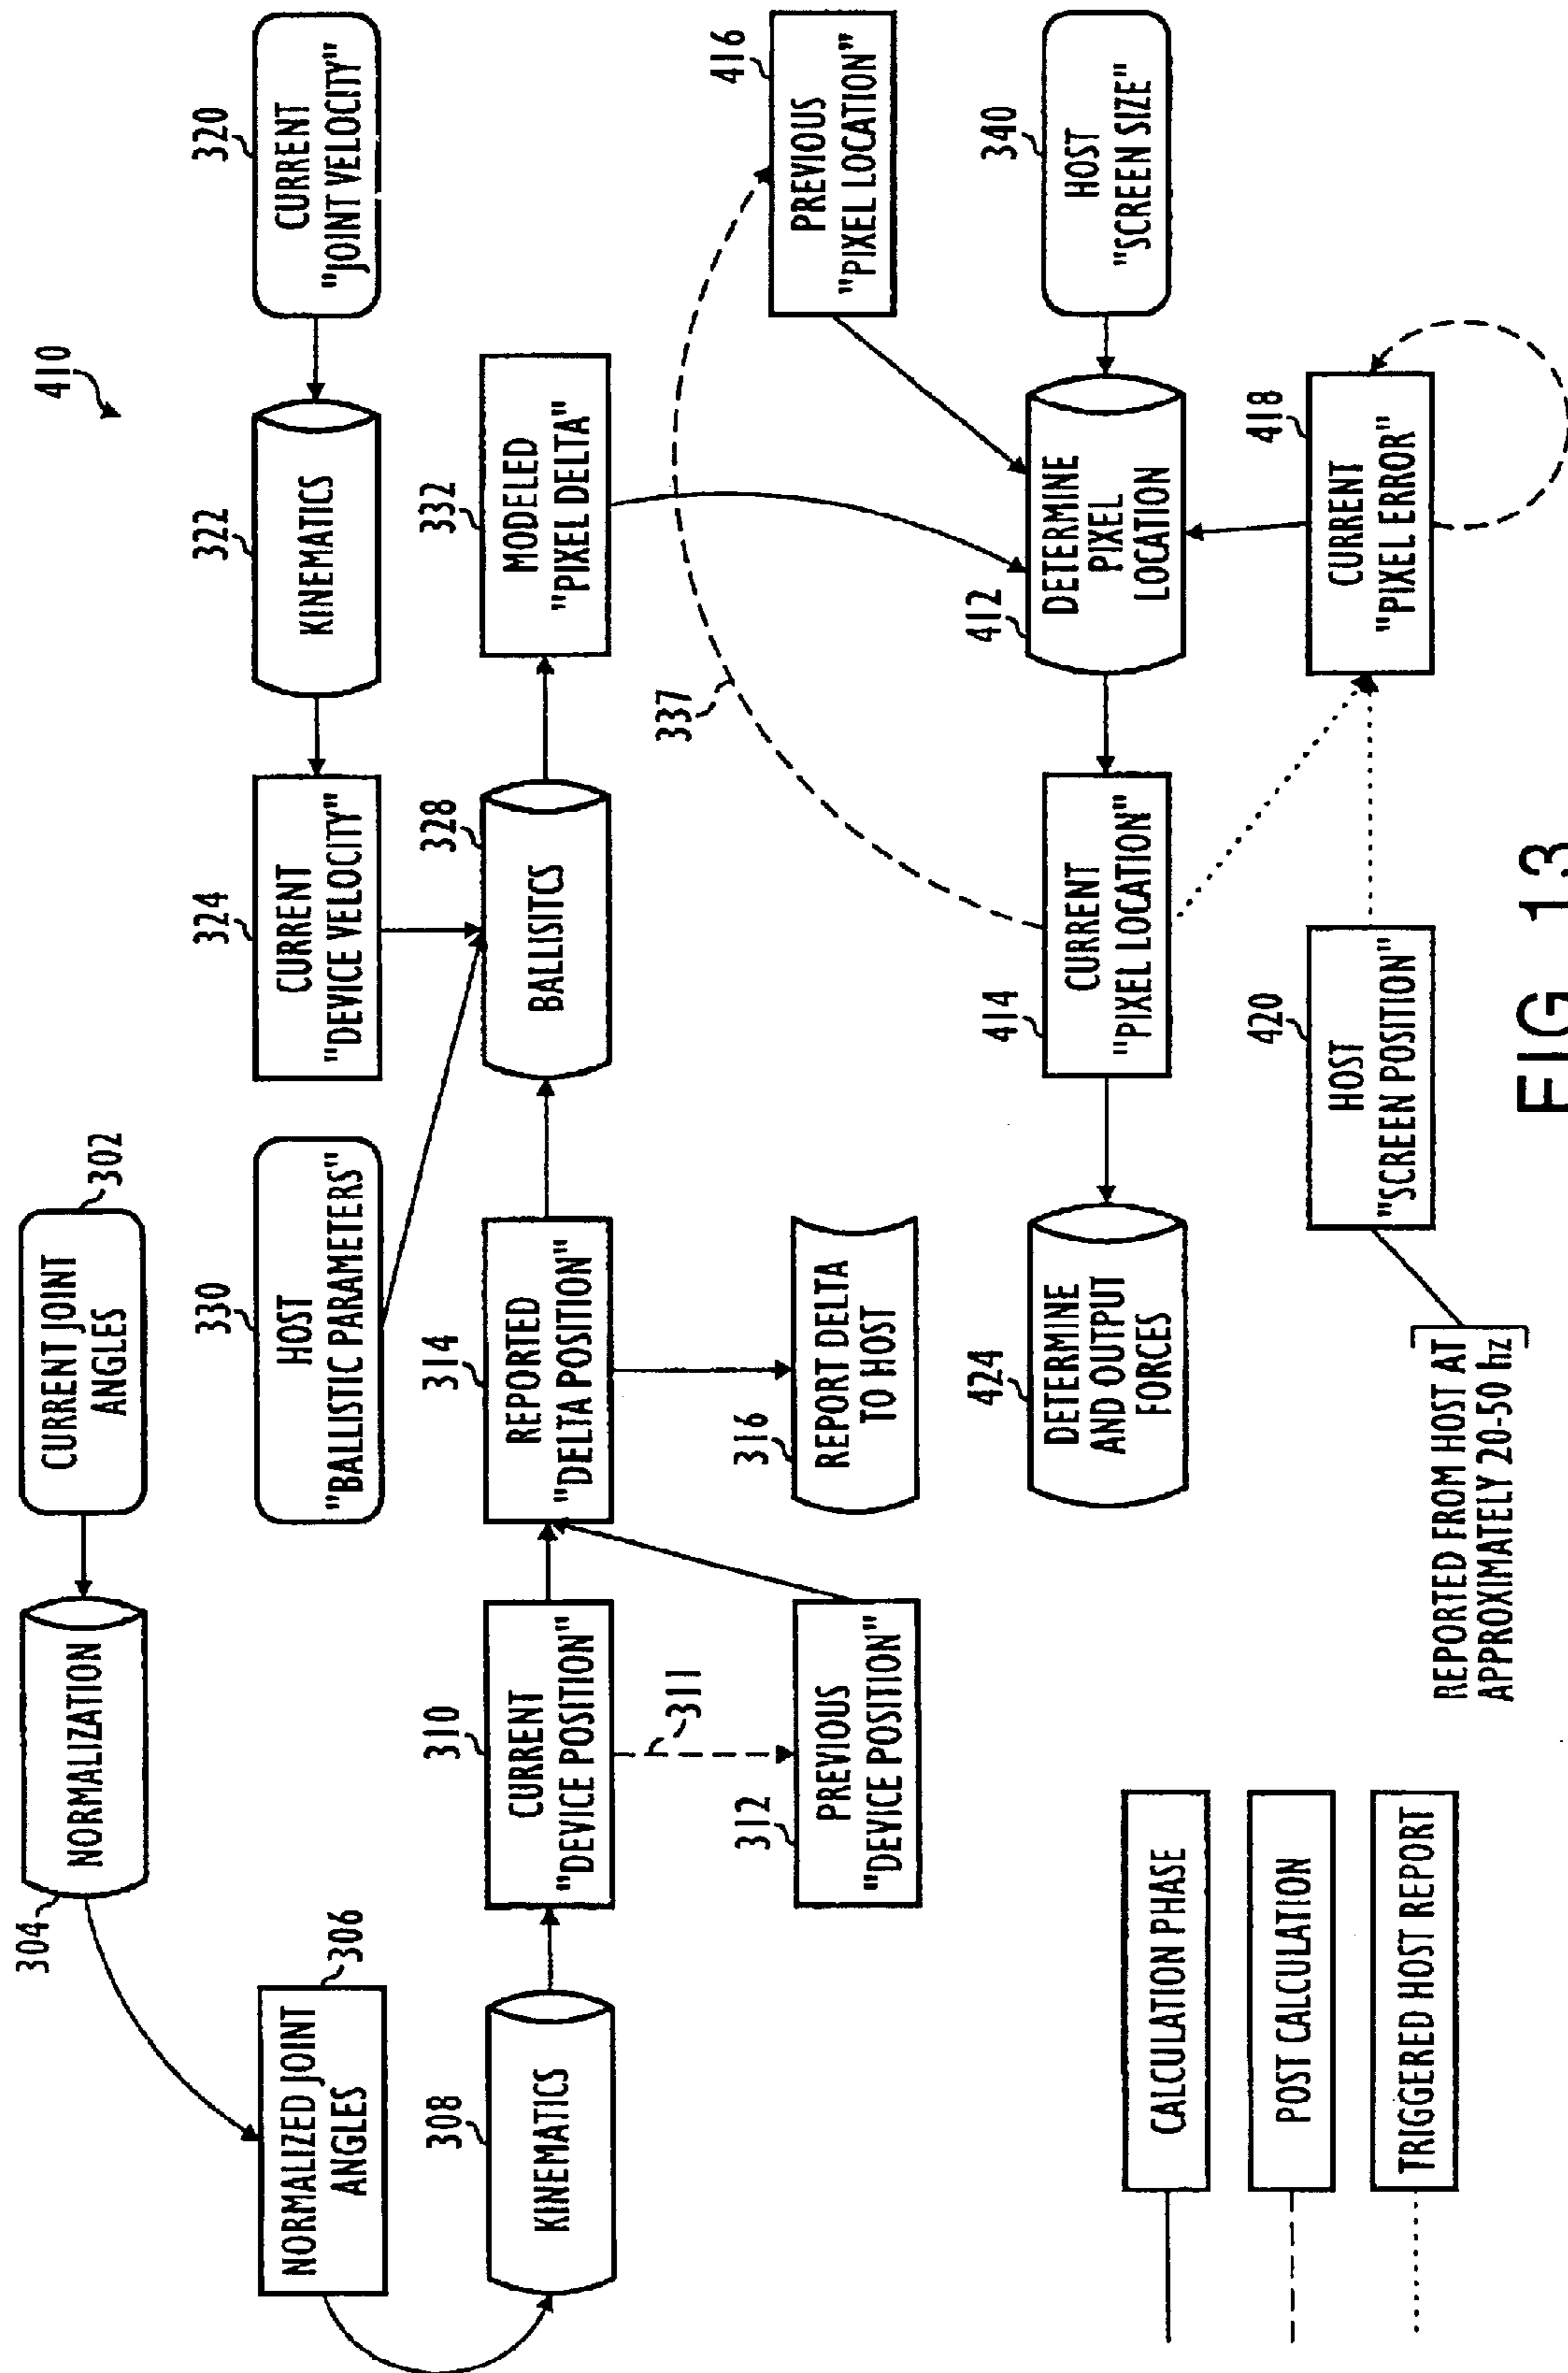 410
CURRENT JOINT
ANGLES
302
NORMALIZATION
304
NORMALIZED JOINT
ANGLES
306
HOST
"BALLISTIC PARAMETERS"
330
CURRENT
"DEVICE VELOCITY"
324
KINEMATICS
322
CURRENT
"JOINT VELOCITY"
320
KINEMATICS
308
CURRENT
"DEVICE POSITION"
310
311
REPORTED
"DELTA POSITION"
314
BALLISITCS
328
MODELED
"PIXEL DELTA"
332
PREVIOUS
"DEVICE POSITION"
312
REPORT DELTA
TO HOST
316
337
PREVIOUS
"PIXEL LOCATION"
416
DETERMINE
AND OUTPUT
FORCES
424
CURRENT
"PIXEL LOCATION"
414
DETERMINE
PIXEL
LOCATION
412
HOST
"SCREEN SIZE"
340
HOST
"SCREEN POSITION"
420
CURRENT
"PIXEL ERROR"
418
REPORTED FROM HOST AT
APPROXIMATELY 20-50 hz
CALCULATION PHASE
POST CALCULATION
TRIGGERED HOST REPORT
FIG. 13